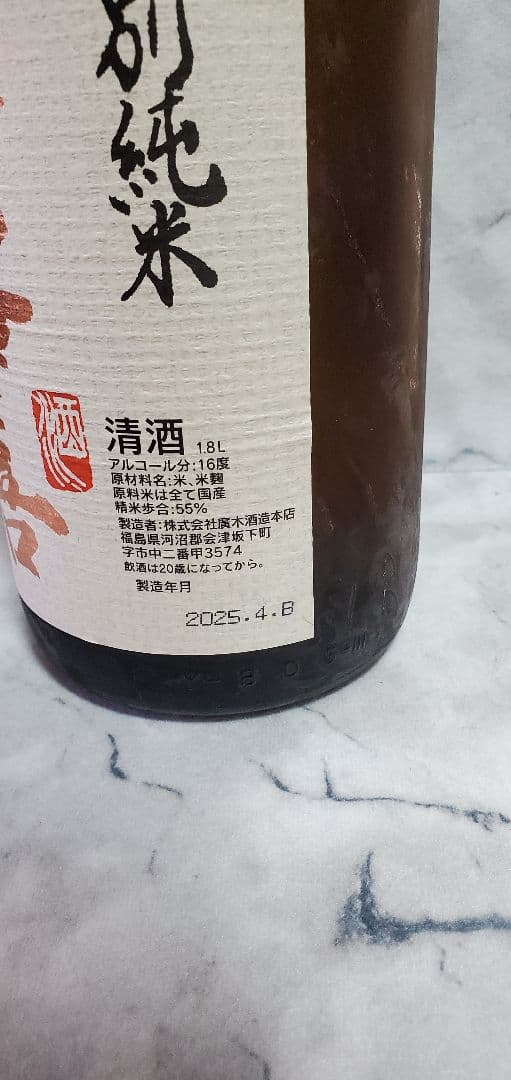 別純米
酒
清酒 1.8L
アルコール分:16度
原材料名:米、米麹
原料米は全て国産
精米歩合:55%
製造者:株式会社廣木酒造本店
福島県河沼郡会津坂下町
字市中二番甲3574
飲酒は20歳になってから。
製造年月
2025.4.B